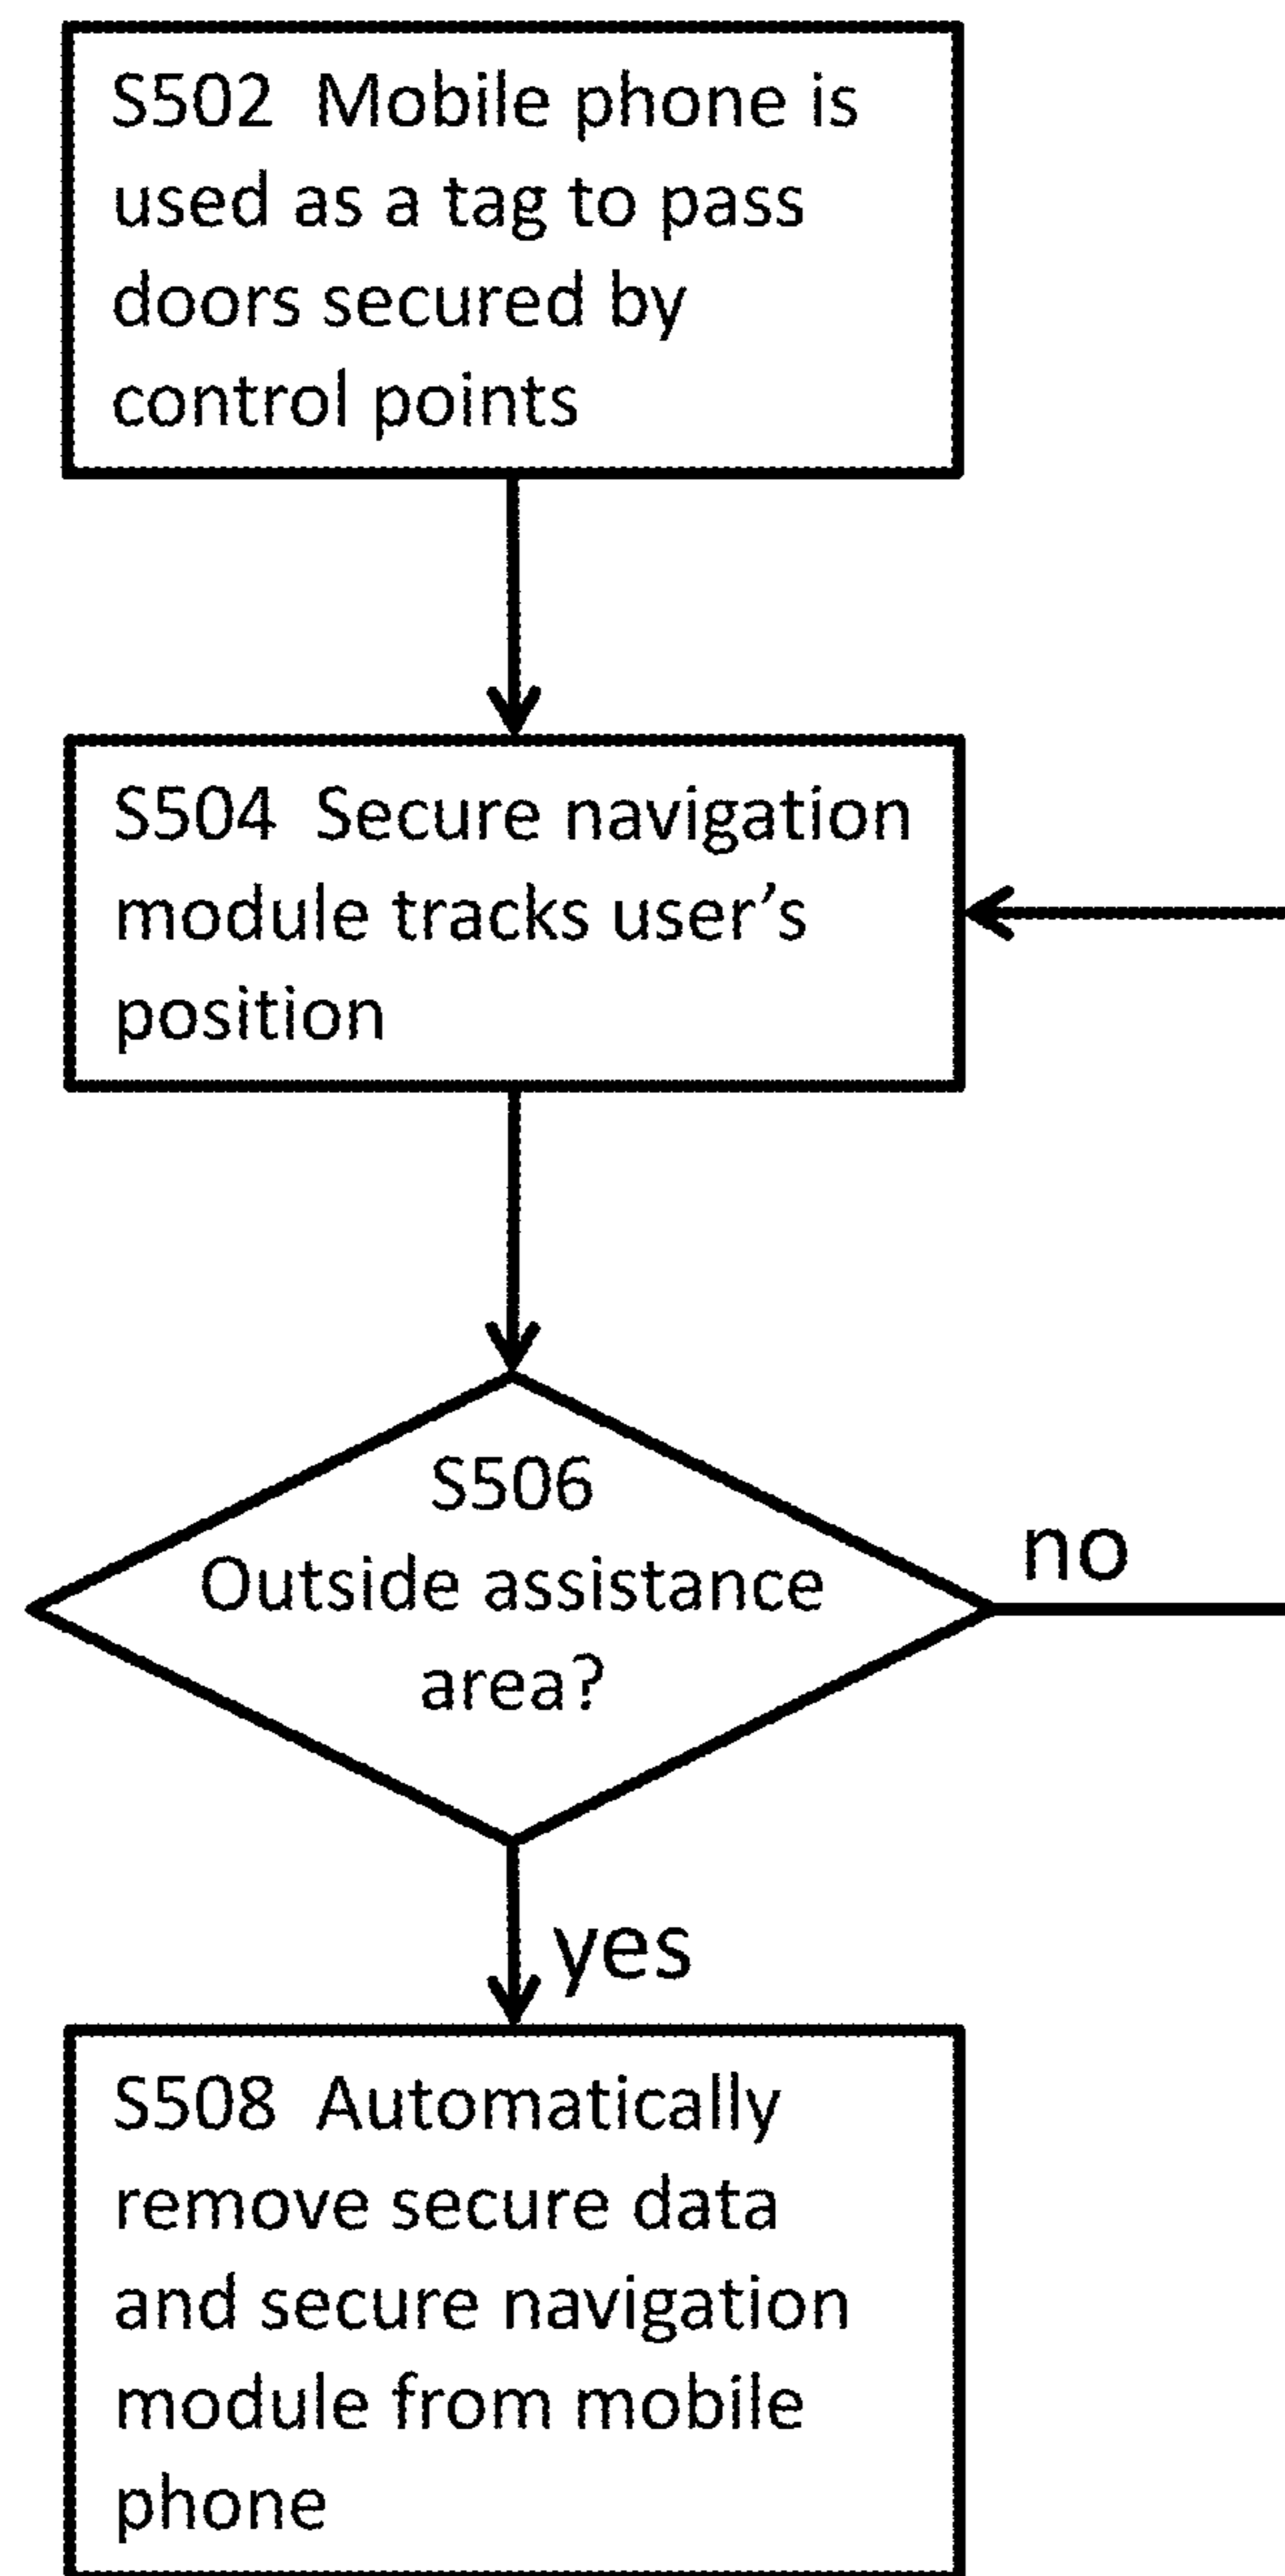 S502 Mobile phone is
used as a tag to pass
doors secured by
control points
S504 Secure navigation
module tracks user’s
position
S506
Outside assistance
area?
no
yes
S508 Automatically
remove secure data
and secure navigation
module from mobile
phone